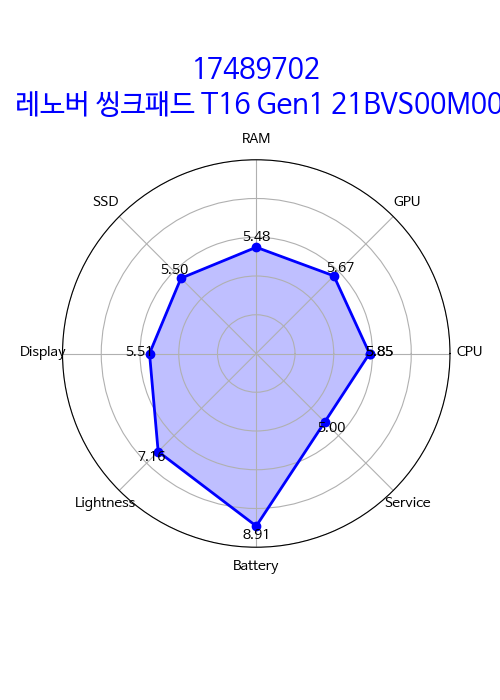 17489702
레노버 씽크패드 T16 Gen1 21BVS00M00
RAM
SSD
GPU
5.48
5.50
5.67
Display
5.51
5.85
CPU
7.16
5.00
Lightness
Service
8.91
Battery